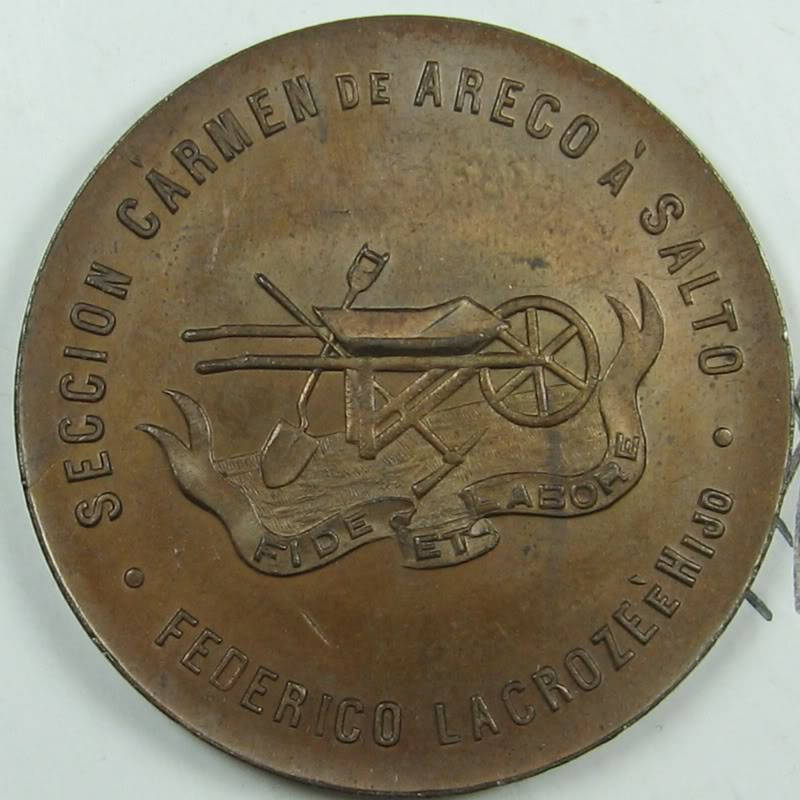 SECCION CÁRMEN DE ARECO À SALTO
FIDE ET LABORE
FEDERICO LACROZE È HIJO